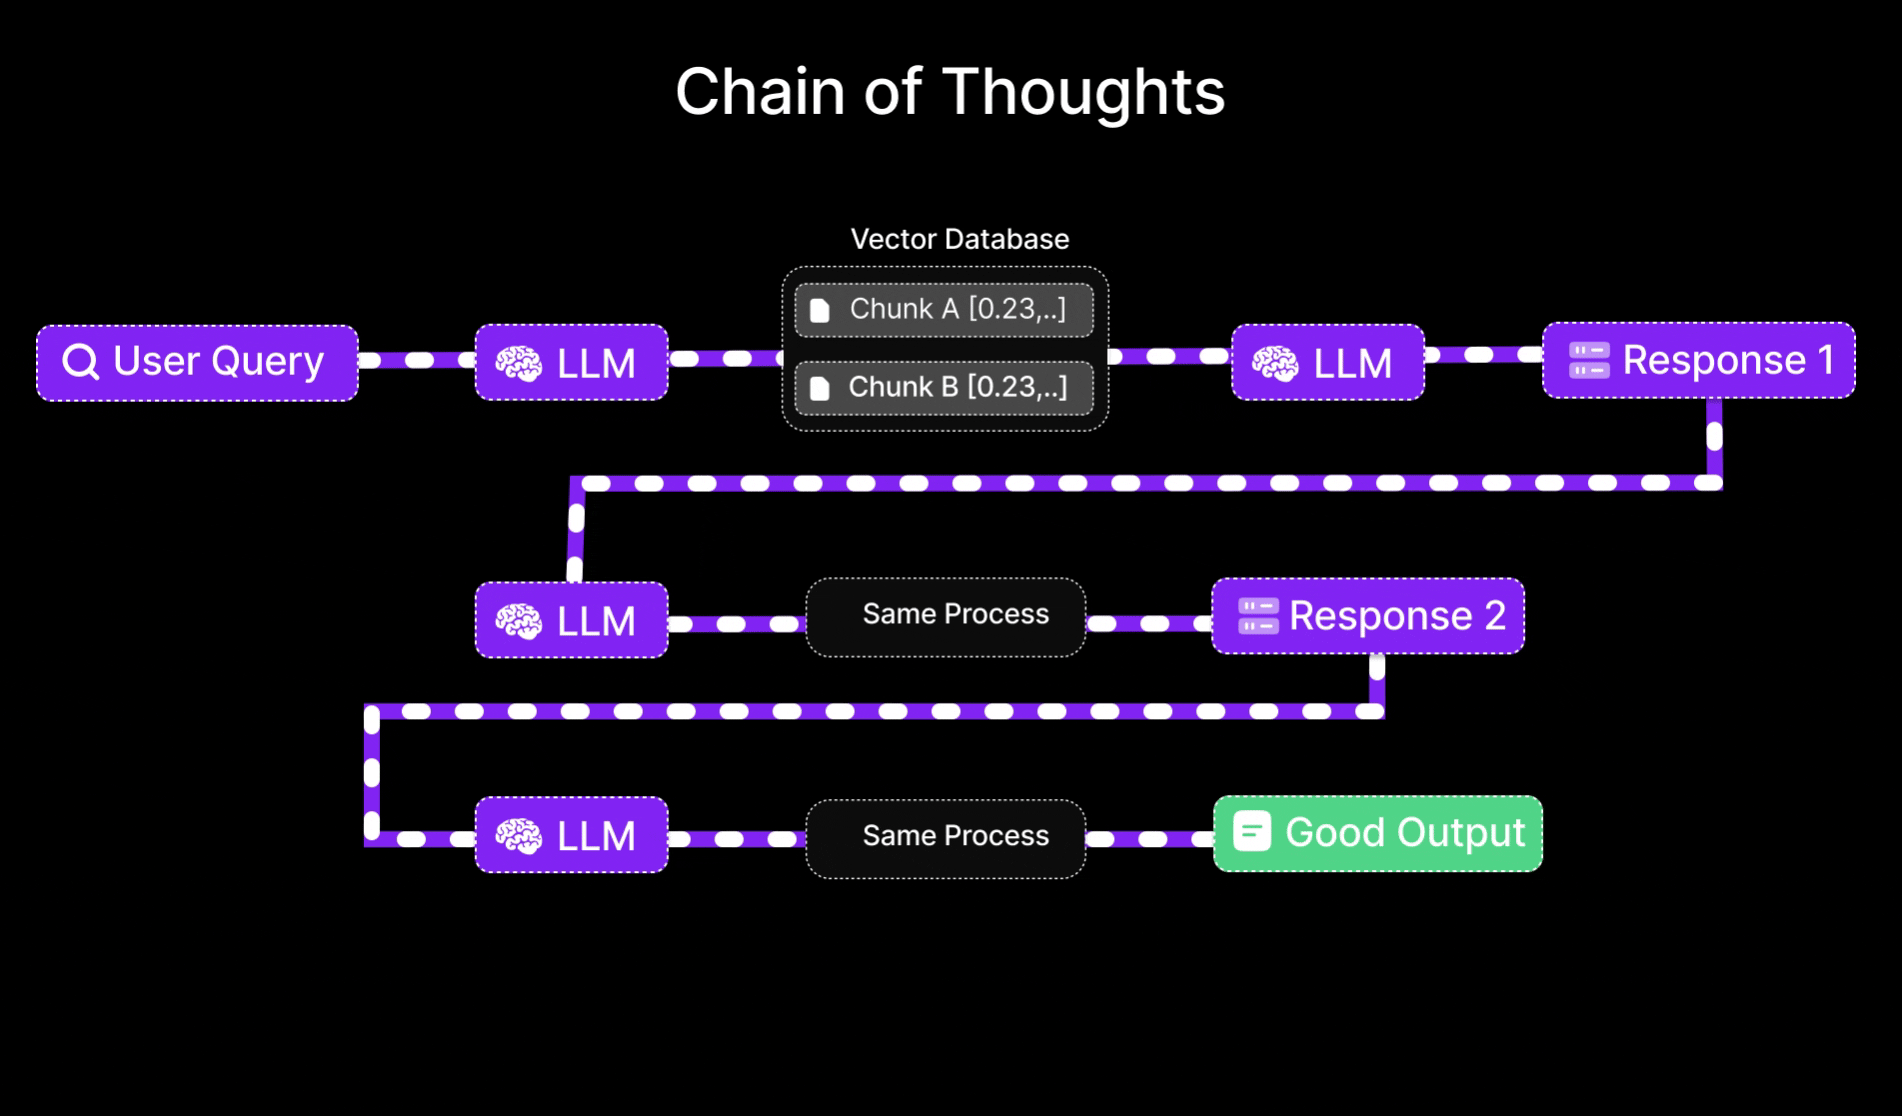 Chain of Thoughts
Vector Database
Chunk A [0.23,..]
Chunk B [0.23,..]
User Query
LLM
LLM
Response 1
LLM
Same Process
Response 2
LLM
Same Process
Good Output